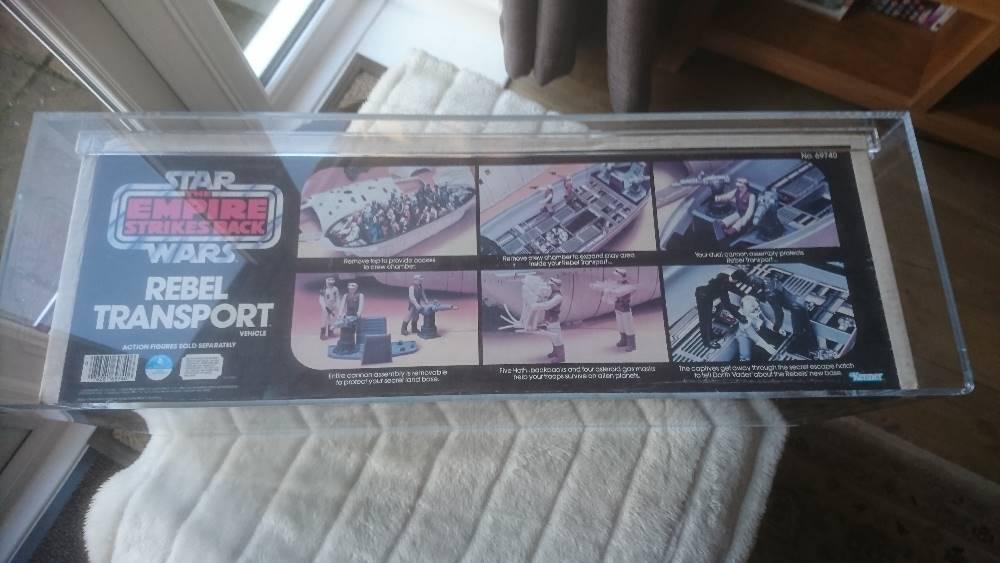 No. 69740
STAR
THE
EMPIRE
STRIKES BACK
WARS
REBEL
TRANSPORT
VEHICLE
ACTION FIGURES SOLD SEPARATELY
Remove top to provide access
to crew chamber.
Remove crew chamber to expand play area
inside your Rebel Transport...
Your dual cannon assembly protects
Rebel Transport...
Entire cannon assembly is removable
to protect your secret land base.
Five Hoth-backpacks and four asteroid gas masks
help your troops survive on alien planets.
The captives get away through the secret escape hatch
to tell Darth Vader about the Rebels' new base.
Kenner